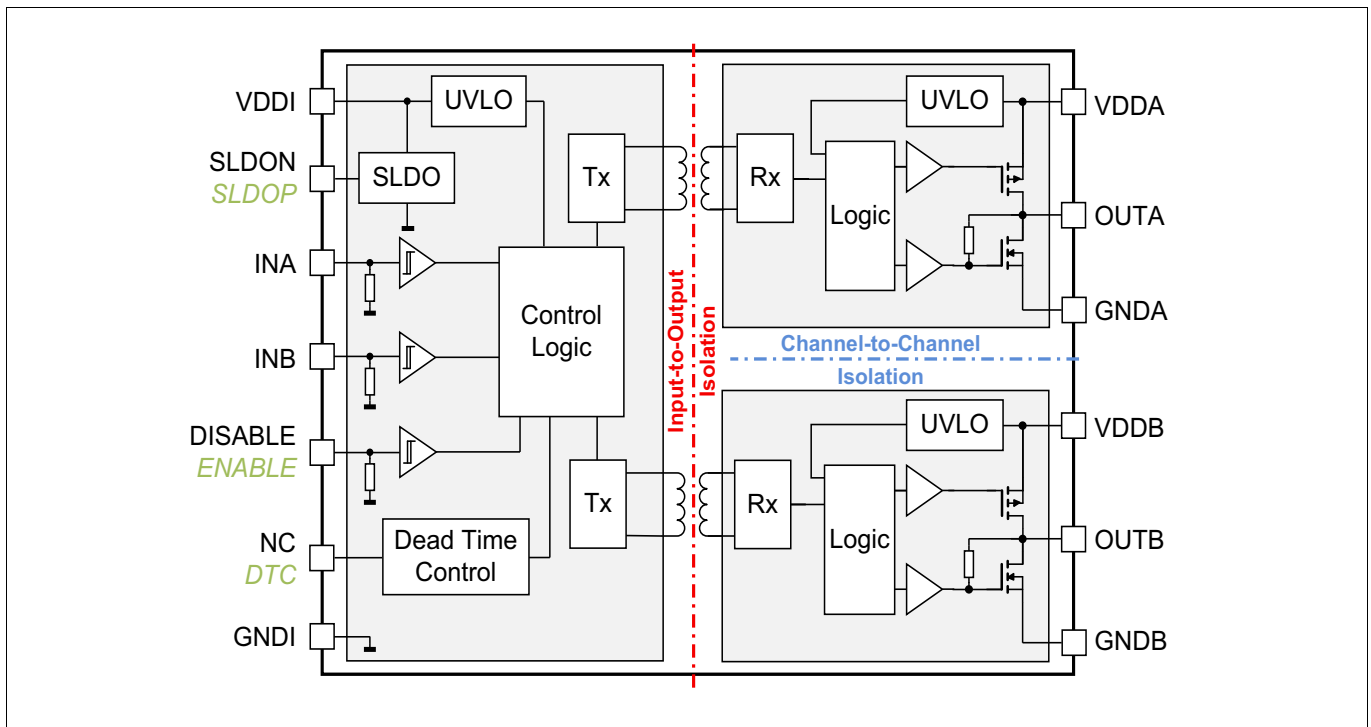 VDDI
SLDON
SLDOP
INA
INB
DISABLE
ENABLE
NC
DTC
GNDI
UVLO
SLDO
Control
Logic
Dead Time
Control
Tx
Tx
Input-to-Output
Isolation
UVLO
Rx
Logic
VDDA
OUTA
GNDA
Channel-to-Channel
Isolation
UVLO
Rx
Logic
VDDB
OUTB
GNDB